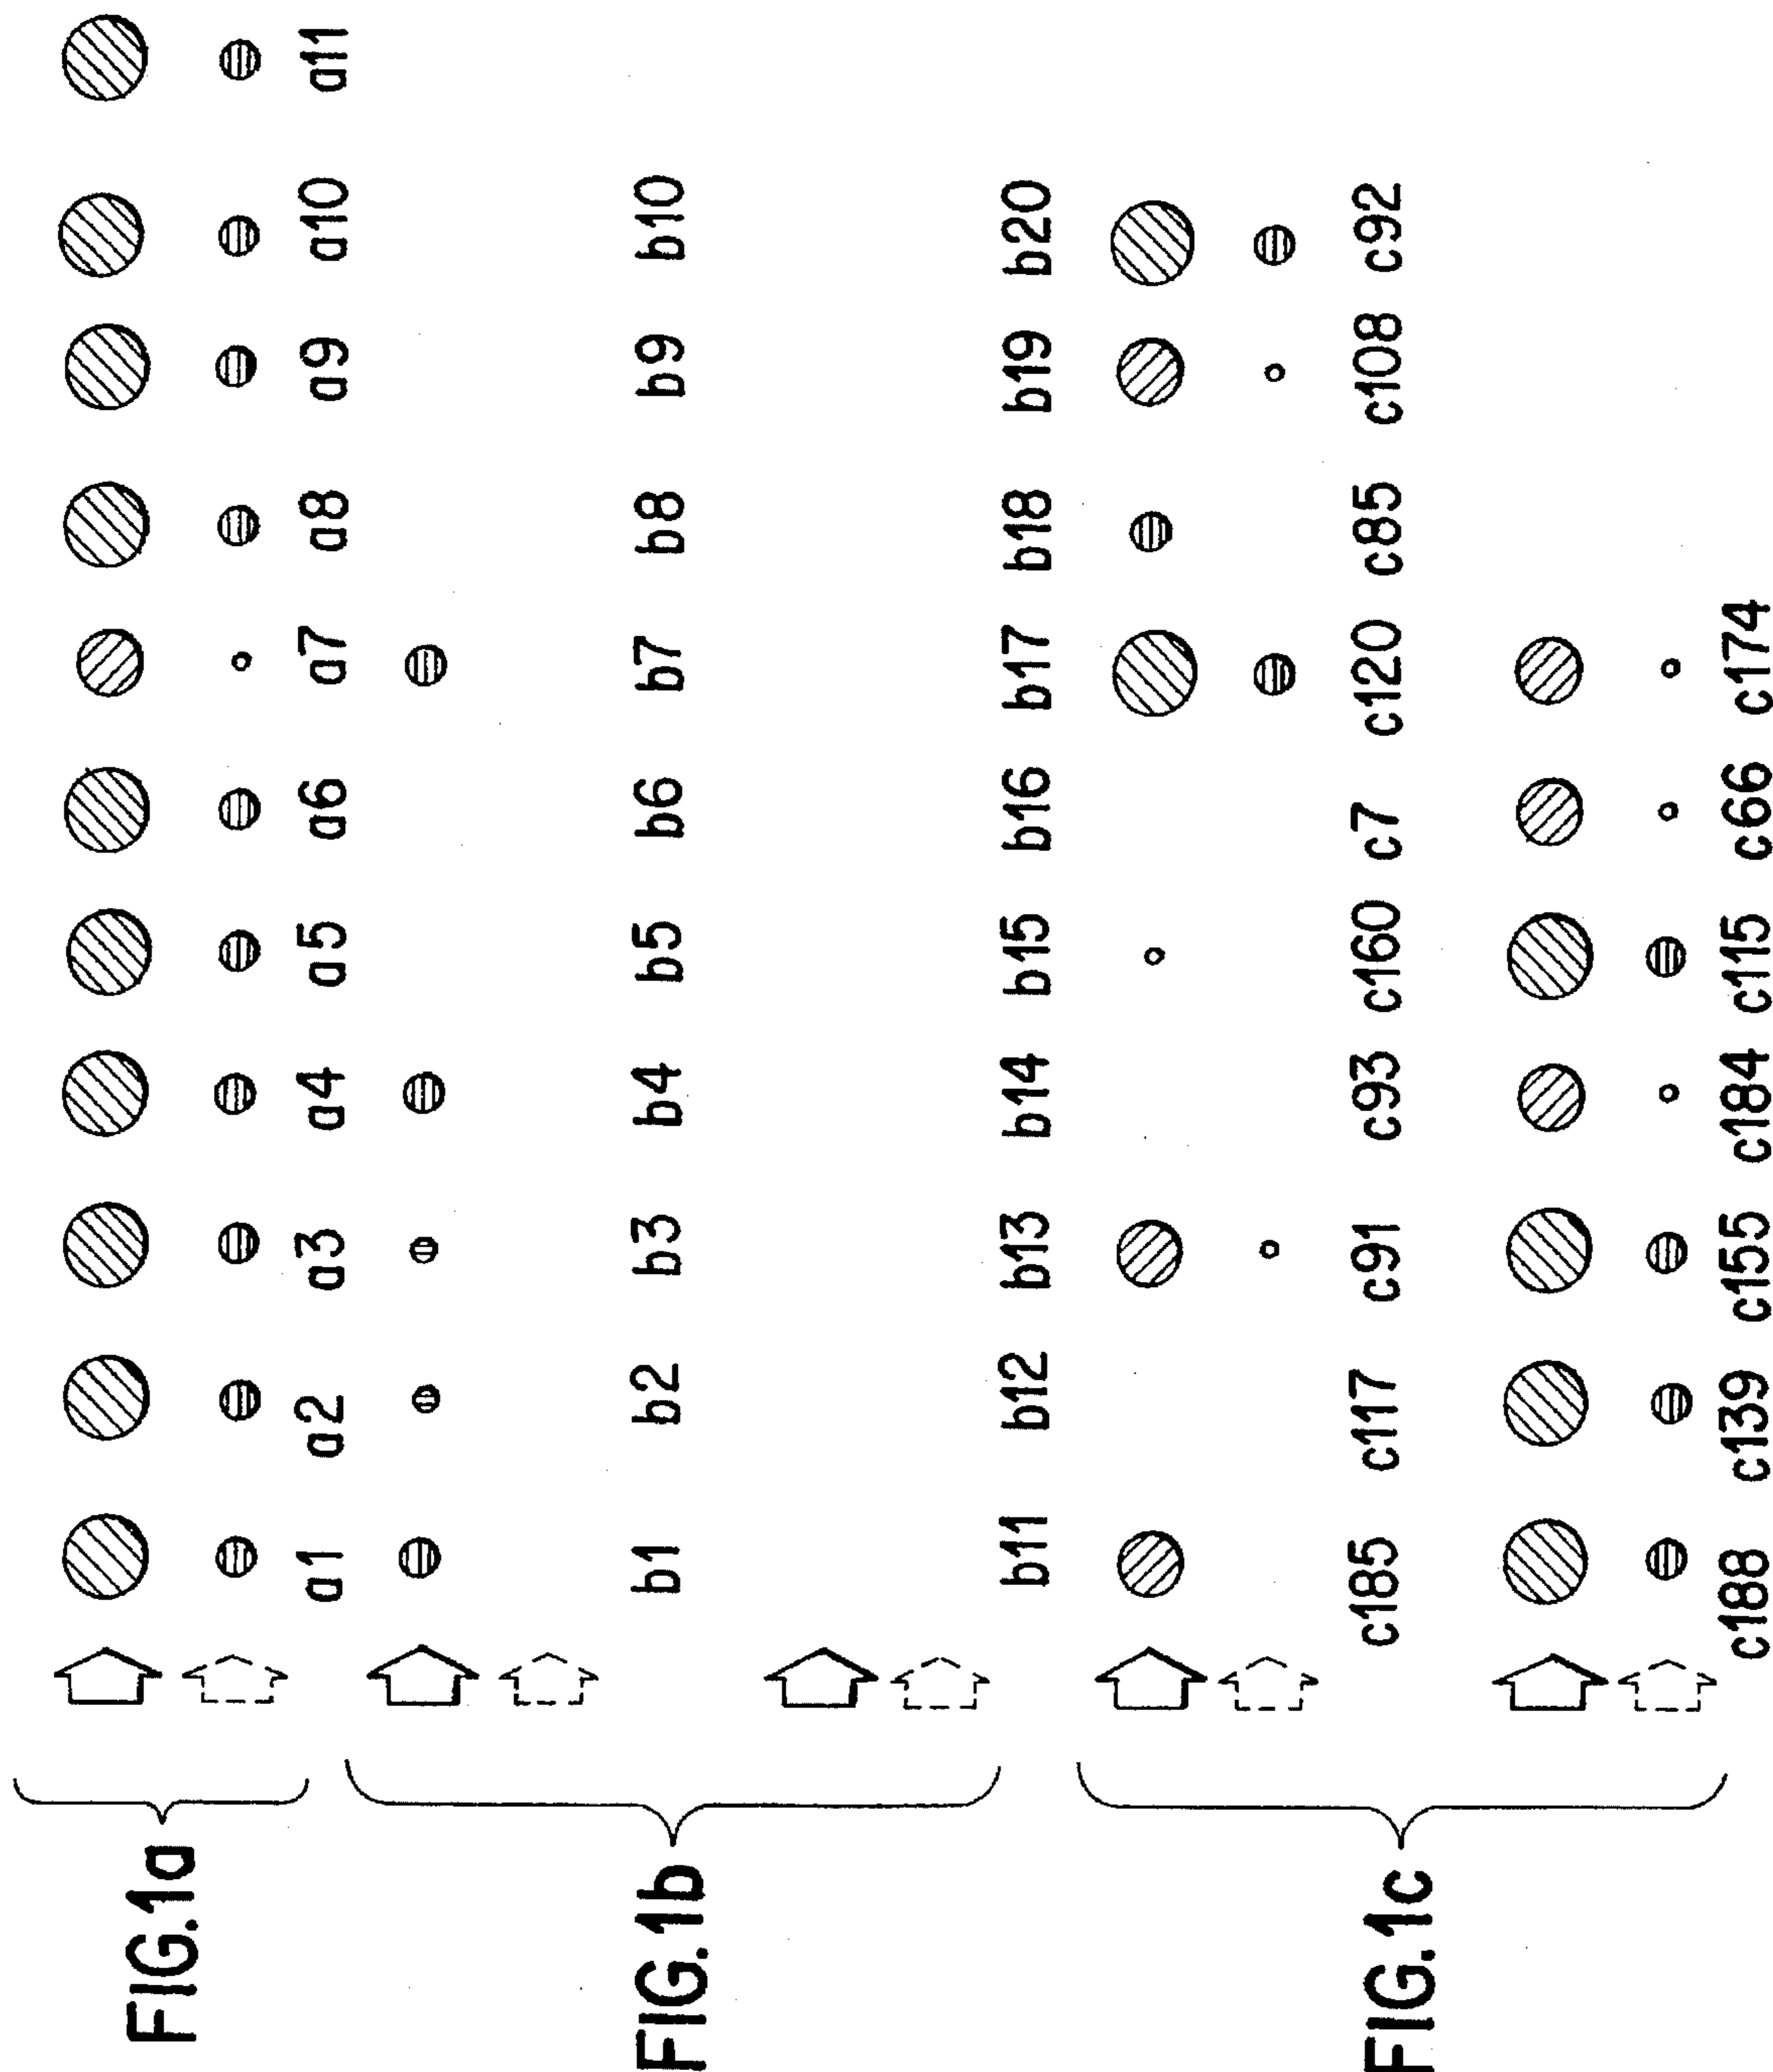 FIG.1a
a1 a2 a3 a4 a5 a6 a7 a8 a9 a10 a11
FIG.1b
b1 b2 b3 b4 b5 b6 b7 b8 b9 b10
b11 b12 b13 b14 b15 b16 b17 b18 b19 b20
FIG.1c
c185 c117 c91 c93 c160 c7 c120 c85 c108 c92
c188 c139 c155 c184 c115 c66 c174